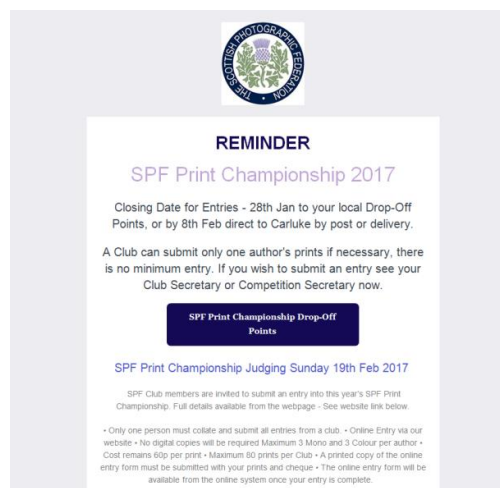 THE SCOTTISH PHOTOGRAPHIC FEDERATION
REMINDER
SPF Print Championship 2017
Closing Date for Entries - 28th Jan to your local Drop-Off
Points, or by 8th Feb direct to Carluke by post or delivery.
A Club can submit only one author's prints if necessary, there
is no minimum entry. If you wish to submit an entry see your
Club Secretary or Competition Secretary now.
SPF Print Championship Drop-Off
Points
SPF Print Championship Judging Sunday 19th Feb 2017
SPF Club members are invited to submit an entry into this year's SPF Print
Championship. Full details available from the webpage - See website link below.
• Only one person must collate and submit all entries from a club. • Online Entry via our
website • No digital copies will be required Maximum 3 Mono and 3 Colour per author •
Cost remains 60p per print • Maximum 80 prints per Club • A printed copy of the online
entry form must be submitted with your prints and cheque • The online entry form will be
available from the online system once your entry is complete.